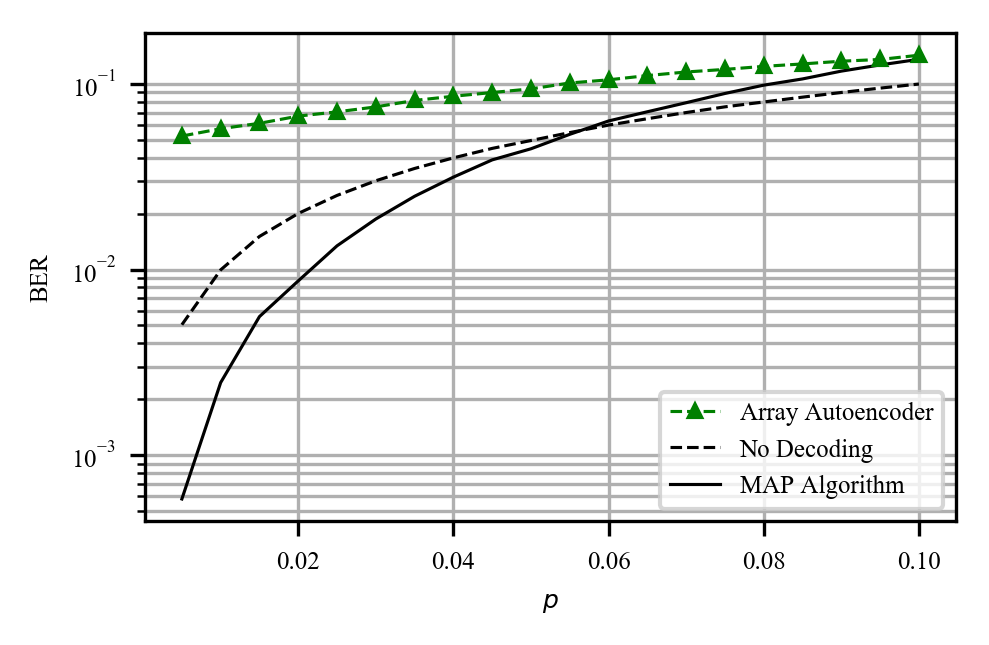 10⁻¹
10⁻²
10⁻³
BER
Array Autoencoder
No Decoding
MAP Algorithm
0.02 0.04 0.06 0.08 0.10
p